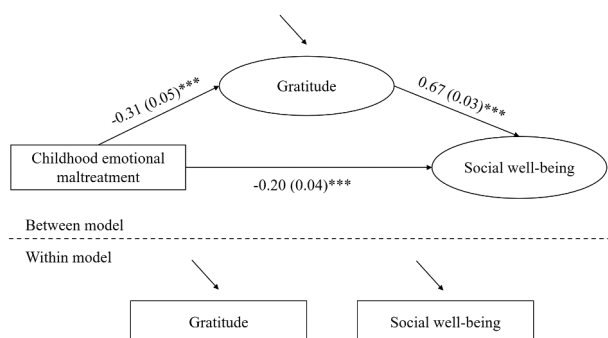 -0.31 (0.05)***
Gratitude
0.67 (0.03)***
Childhood emotional
maltreatment
-0.20 (0.04)***
Social well-being
Between model
Within model
Gratitude
Social well-being